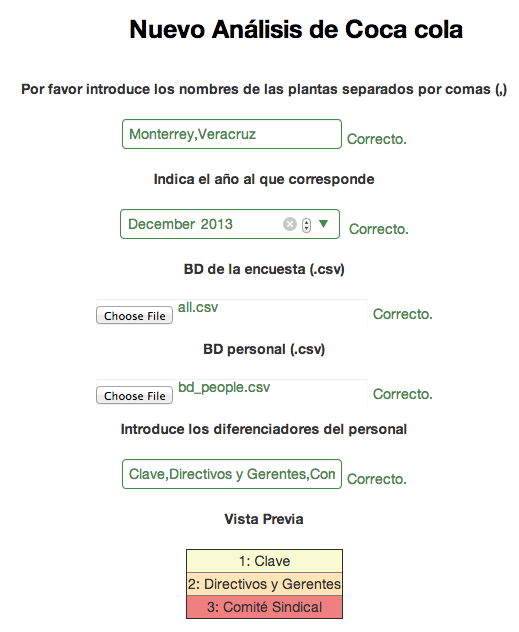 Nuevo Análisis de Coca cola
Por favor introduce los nombres de las plantas separados por comas (,)
Monterrey,Veracruz Correcto.
Indica el año al que corresponde
December 2013 Correcto.
BD de la encuesta (.csv)
Choose File all.csv Correcto.
BD personal (.csv)
Choose File bd_people.csv Correcto.
Introduce los diferenciadores del personal
Clave,Directivos y Gerentes,Com Correcto.
Vista Previa
1: Clave
2: Directivos y Gerentes
3: Comité Sindical